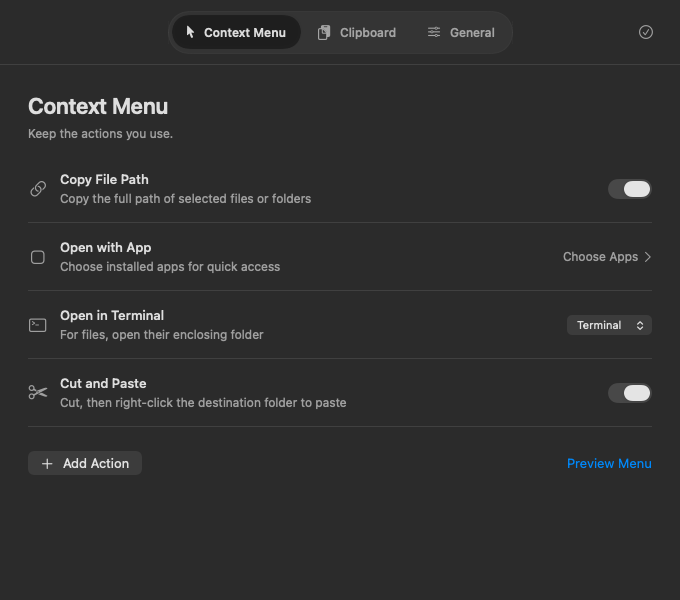 Context Menu
Clipboard
General
Context Menu
Keep the actions you use.
Copy File Path
Copy the full path of selected files or folders
Open with App
Choose installed apps for quick access
Choose Apps
Open in Terminal
For files, open their enclosing folder
Terminal
Cut and Paste
Cut, then right-click the destination folder to paste
Add Action
Preview Menu